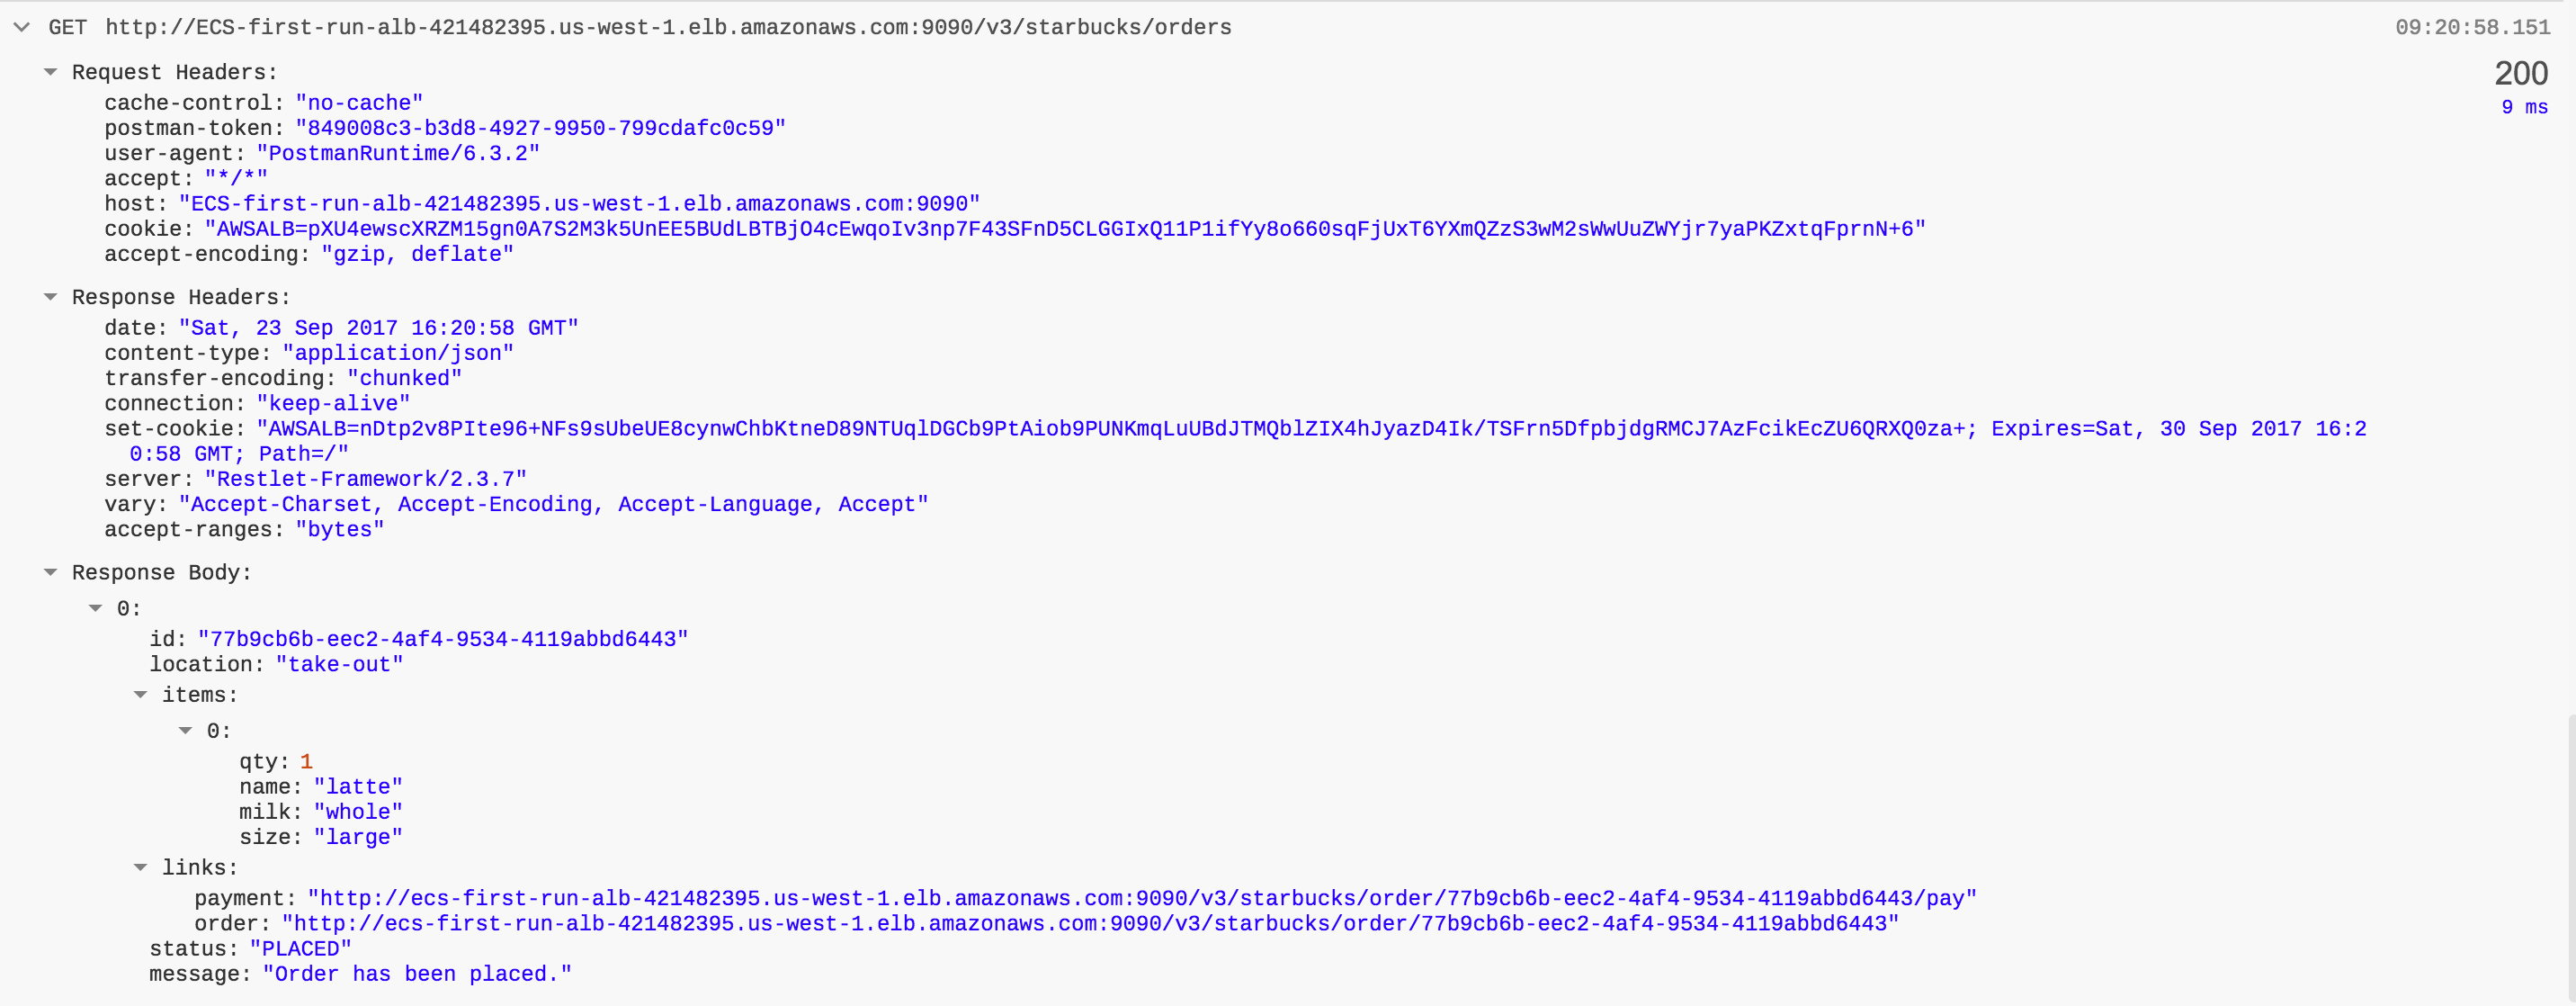 GET http://ECS-first-run-alb-421482395.us-west-1.elb.amazonaws.com:9090/v3/starbucks/orders 09:20:58.151
Request Headers: 200
cache-control: "no-cache" 9 ms
postman-token: "849008c3-b3d8-4927-9950-799cdafc0c59"
user-agent: "PostmanRuntime/6.3.2"
accept: "*/*"
host: "ECS-first-run-alb-421482395.us-west-1.elb.amazonaws.com:9090"
cookie: "AWSALB=pXU4ewscXRZM15gn0A7S2M3k5UnEE5BUdLBTBjO4cEwqoIv3np7F43SFnD5CLGGIxQ11P1ifYy8o660sqFjUxT6YXmQZzS3wM2sWwUuZWYjr7yaPKZxtqFprnN+6"
accept-encoding: "gzip, deflate"
Response Headers:
date: "Sat, 23 Sep 2017 16:20:58 GMT"
content-type: "application/json"
transfer-encoding: "chunked"
connection: "keep-alive"
set-cookie: "AWSALB=nDtp2v8PIte96+NFs9sUbeUE8cynwChbKtneD89NTUqlDGCb9PtAiob9PUNKmqLuUBdJTMQblZIX4hJyazD4Ik/TSFrn5DfpbjdgRMCJ7AzFcikEcZU6QRXQ0za+; Expires=Sat, 30 Sep 2017 16:2
0:58 GMT; Path=/"
server: "Restlet-Framework/2.3.7"
vary: "Accept-Charset, Accept-Encoding, Accept-Language, Accept"
accept-ranges: "bytes"
Response Body:
0:
id: "77b9cb6b-eec2-4af4-9534-4119abbd6443"
location: "take-out"
items:
0:
qty: 1
name: "latte"
milk: "whole"
size: "large"
links:
payment: "http://ecs-first-run-alb-421482395.us-west-1.elb.amazonaws.com:9090/v3/starbucks/order/77b9cb6b-eec2-4af4-9534-4119abbd6443/pay"
order: "http://ecs-first-run-alb-421482395.us-west-1.elb.amazonaws.com:9090/v3/starbucks/order/77b9cb6b-eec2-4af4-9534-4119abbd6443"
status: "PLACED"
message: "Order has been placed."